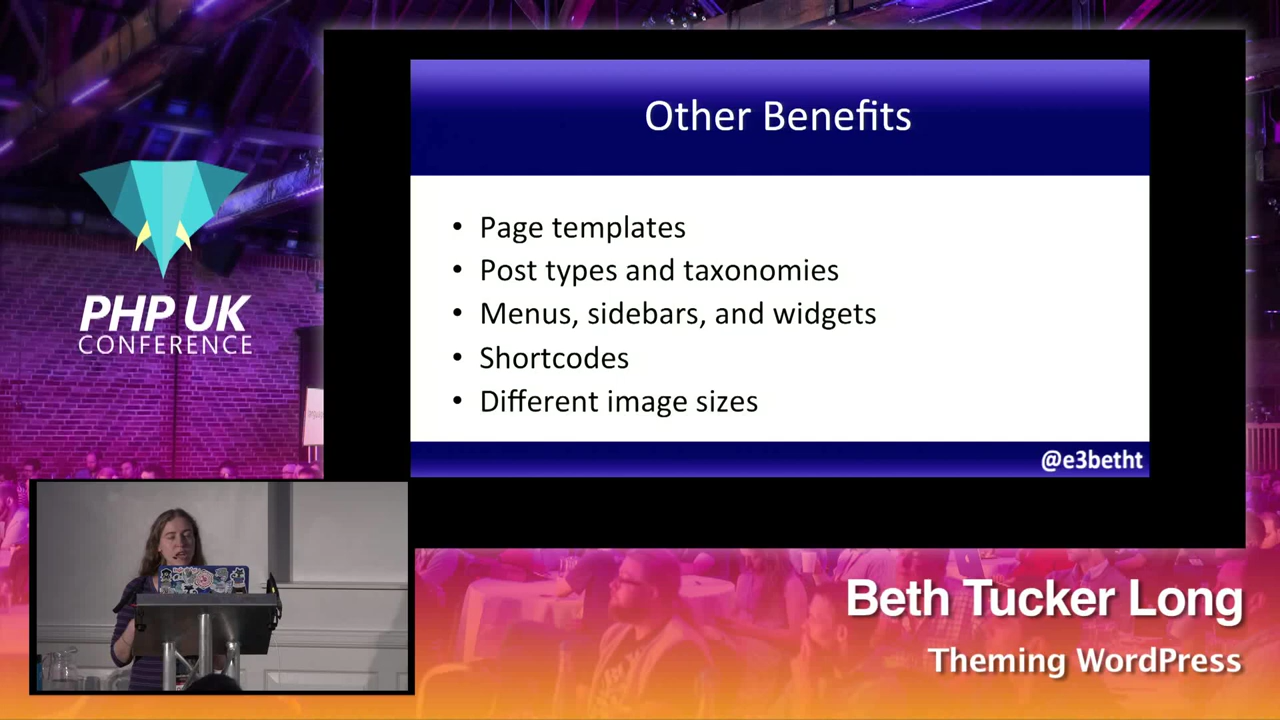 Other Benefits
• Page templates
• Post types and taxonomies
• Menus, sidebars, and widgets
• Shortcodes
• Different image sizes
@e3betht
PHP UK
CONFERENCE
Beth Tucker Long
Theming WordPress